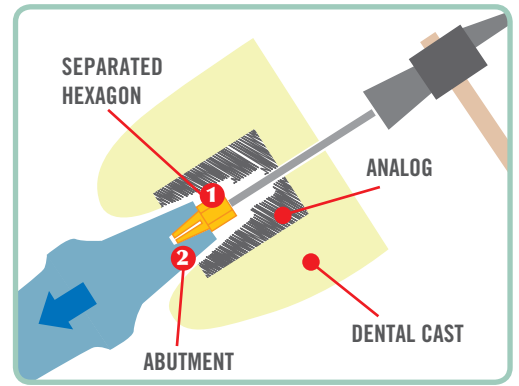 SEPARATED
HEXAGON
1
ANALOG
2
DENTAL CAST
ABUTMENT